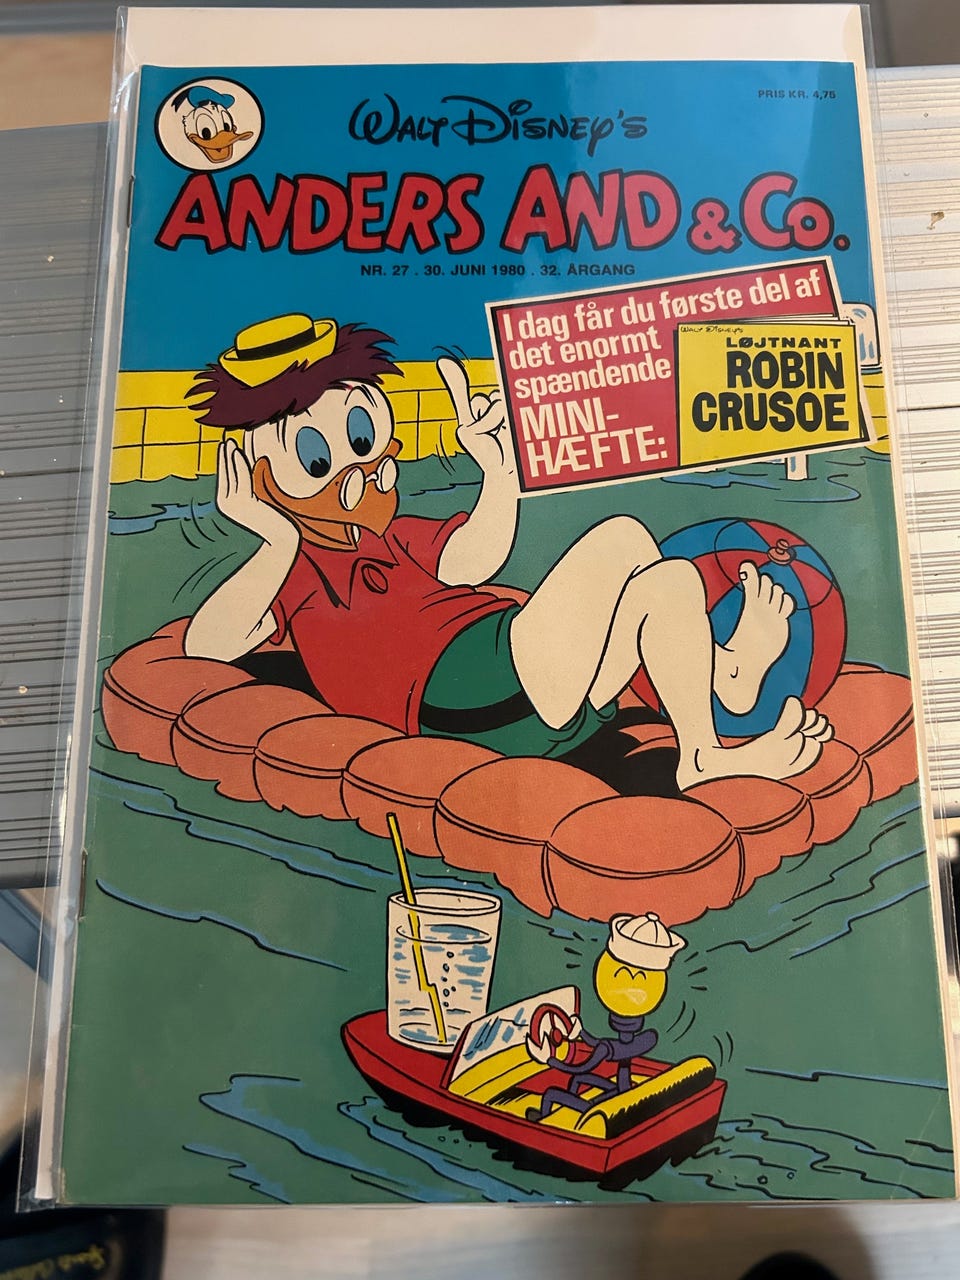 PRIS KR. 4,75
WALT DISNEY'S
ANDERS AND & CO.
NR. 27 . 30. JUNI 1980 . 32. ÅRGANG
I dag får du første del af
det enormt
spændende
MINI-
HÆFTE:
WALT DISNEY'S
LØJTNANT
ROBIN
CRUSOE